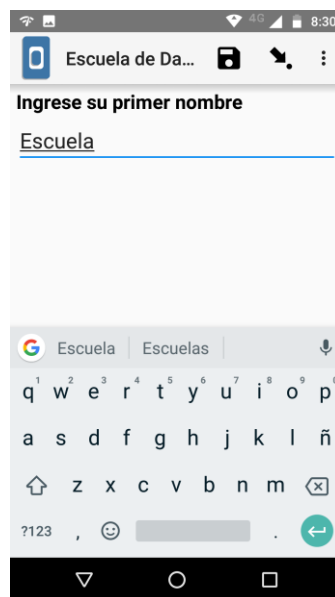 4G 8:30
Escuela de Da...
Ingrese su primer nombre
Escuela
G Escuela Escuelas
1 2 3 4 5 6 7 8 9
q w e r t y u i o p
a s d f g h j k l ñ
z x c v b n m
?123 , .